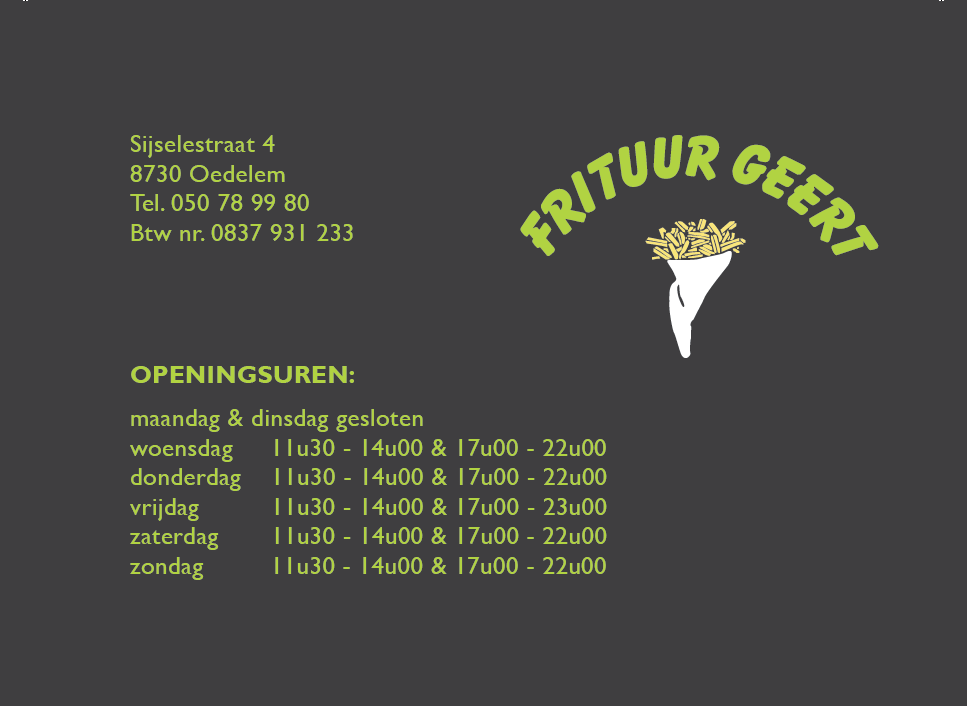 Sijselestraat 4
8730 Oedelem
Tel. 050 78 99 80
Btw nr. 0837 931 233
FRITUUR GEERT
OPENINGSUREN:
maandag & dinsdag gesloten
woensdag 11u30 - 14u00 & 17u00 - 22u00
donderdag 11u30 - 14u00 & 17u00 - 22u00
vrijdag 11u30 - 14u00 & 17u00 - 23u00
zaterdag 11u30 - 14u00 & 17u00 - 22u00
zondag 11u30 - 14u00 & 17u00 - 22u00